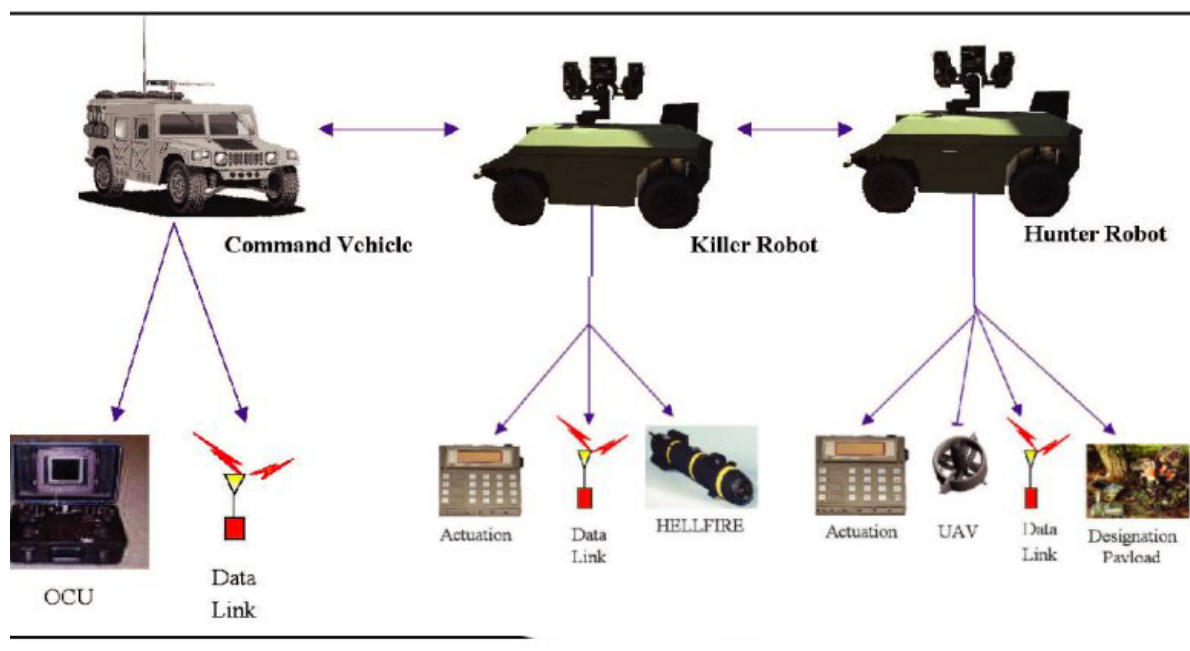 Command Vehicle
Killer Robot
Hunter Robot
OCU
Data
Link
Actuation
Data
Link
HELLFIRE
Actuation
UAV
Data
Link
Designation
Payload